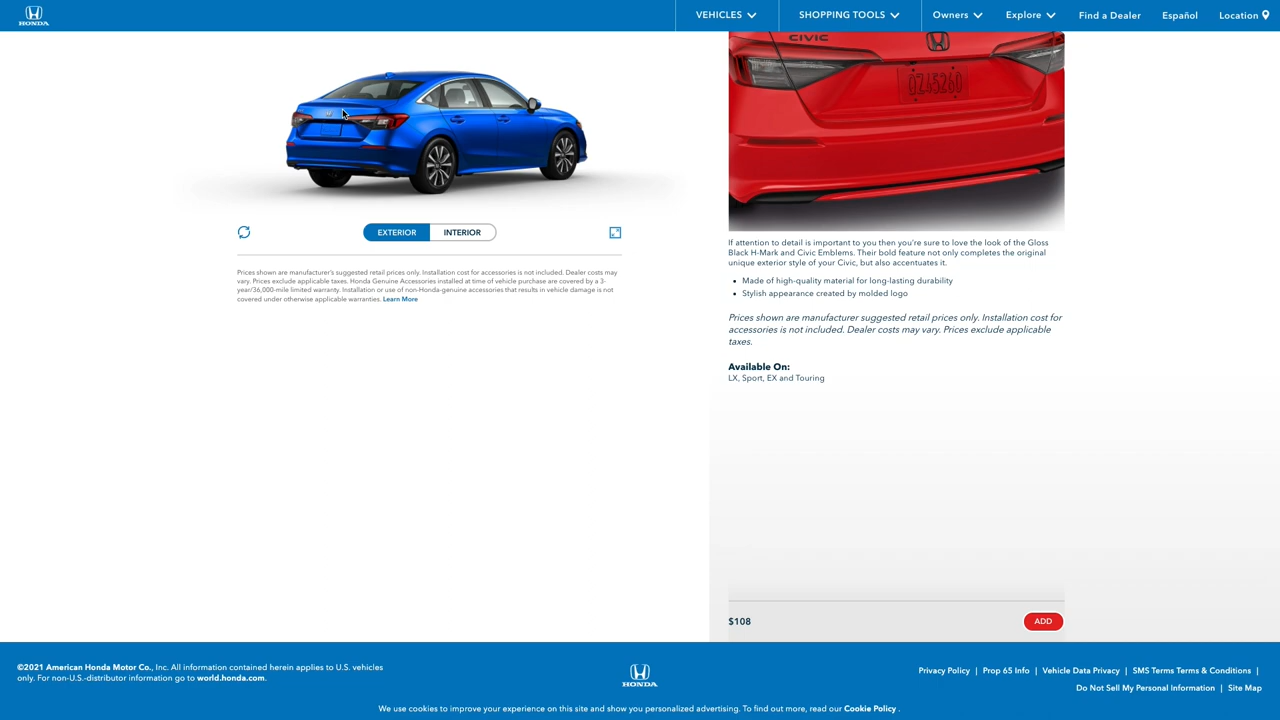 HONDA
VEHICLES
SHOPPING TOOLS
Owners
Explore
Find a Dealer
Español
Location
CIVIC
EXTERIOR
INTERIOR
Prices shown are manufacturer's suggested retail prices only. Installation cost for accessories is not included. Dealer costs may
vary. Prices exclude applicable taxes. Honda Genuine Accessories installed at time of vehicle purchase are covered by a 3-
year/36,000-mile limited warranty. Installation or use of non-Honda-genuine accessories that results in vehicle damage is not
covered under otherwise applicable warranties. Learn More
If attention to detail is important to you then you're sure to love the look of the Gloss
Black H-Mark and Civic Emblems. Their bold feature not only completes the original
unique exterior style of your Civic, but also accentuates it.
• Made of high-quality material for long-lasting durability
• Stylish appearance created by molded logo
Prices shown are manufacturer suggested retail prices only. Installation cost for
accessories is not included. Dealer costs may vary. Prices exclude applicable
taxes.
Available On:
LX, Sport, EX and Touring
$108
ADD
©2021 American Honda Motor Co., Inc. All information contained herein applies to U.S. vehicles
only. For non-U.S.-distributor information go to world.honda.com.
HONDA
Privacy Policy | Prop 65 Info | Vehicle Data Privacy | SMS Terms Terms & Conditions |
Do Not Sell My Personal Information | Site Map
We use cookies to improve your experience on this site and show you personalized advertising. To find out more, read our Cookie Policy .